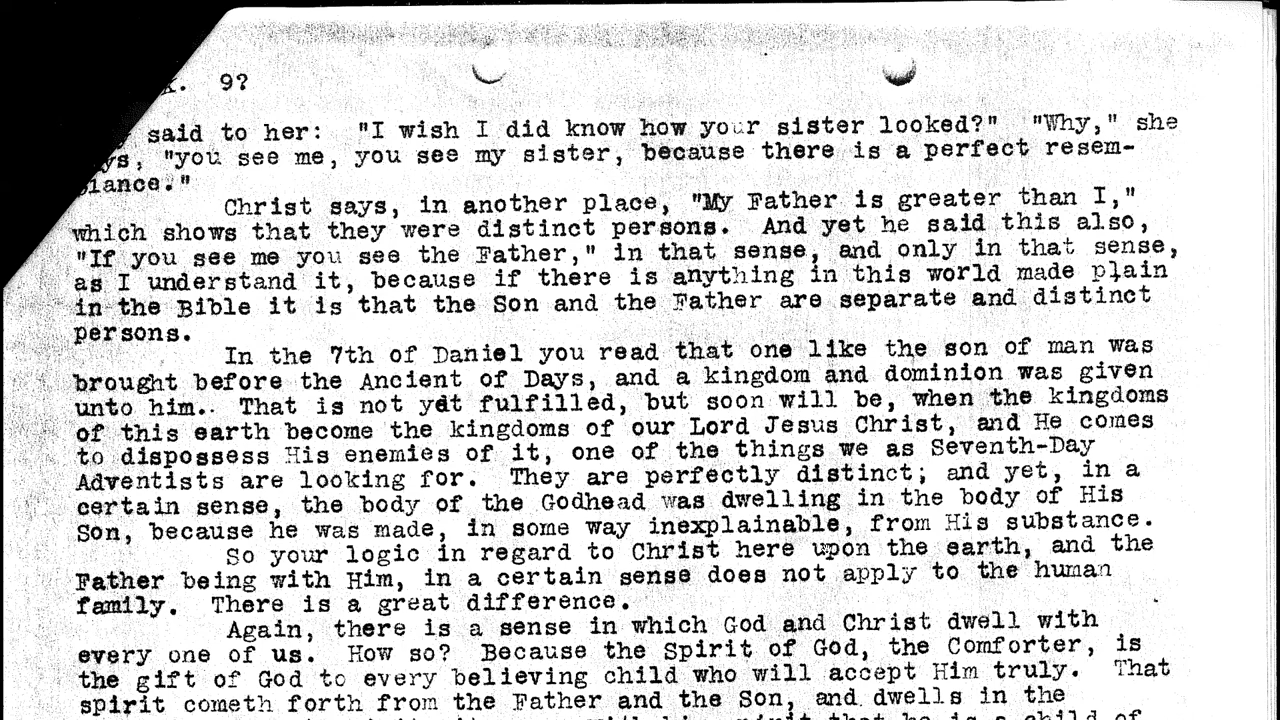 K. 9?
said to her: "I wish I did know how your sister looked?" "Why," she
ys, "you see me, you see my sister, because there is a perfect resem-
blance."
Christ says, in another place, "My Father is greater than I,"
which shows that they were distinct persons. And yet he said this also,
"If you see me you see the Father," in that sense, and only in that sense,
as I understand it, because if there is anything in this world made plain
in the Bible it is that the Son and the Father are separate and distinct
persons.
In the 7th of Daniel you read that one like the son of man was
brought before the Ancient of Days, and a kingdom and dominion was given
unto him.. That is not yet fulfilled, but soon will be, when the kingdoms
of this earth become the kingdoms of our Lord Jesus Christ, and He comes
to dispossess His enemies of it, one of the things we as Seventh-Day
Adventists are looking for. They are perfectly distinct; and yet, in a
certain sense, the body of the Godhead was dwelling in the body of His
Son, because he was made, in some way inexplainable, from His substance.
So your logic in regard to Christ here upon the earth, and the
Father being with Him, in a certain sense does not apply to the human
family. There is a great difference.
Again, there is a sense in which God and Christ dwell with
every one of us. How so? Because the Spirit of God, the Comforter, is
the gift of God to every believing child who will accept Him truly. That
spirit cometh forth from the Father and the Son, and dwells in the
spirit that he is a child of